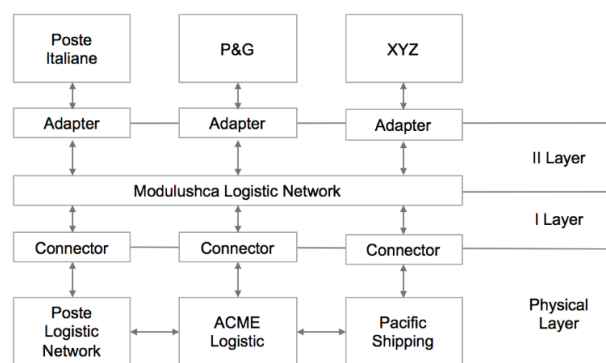 Poste
Italiane
P&G
XYZ
Adapter
Adapter
Adapter
II Layer
Modulushca Logistic Network
I Layer
Connector
Connector
Connector
Poste
Logistic
Network
ACME
Logistic
Pacific
Shipping
Physical
Layer